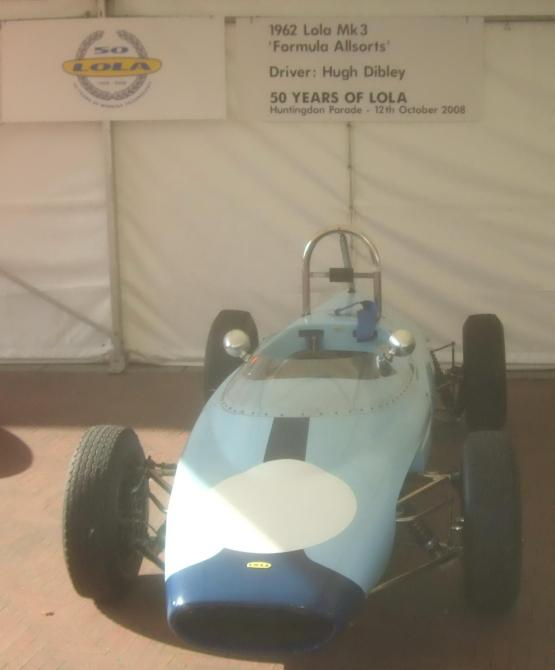 50
LOLA
1962 Lola Mk3
'Formula Allsorts'
Driver: Hugh Dibley
50 YEARS OF LOLA
Huntingdon Parade - 12th October 2008
LOLA